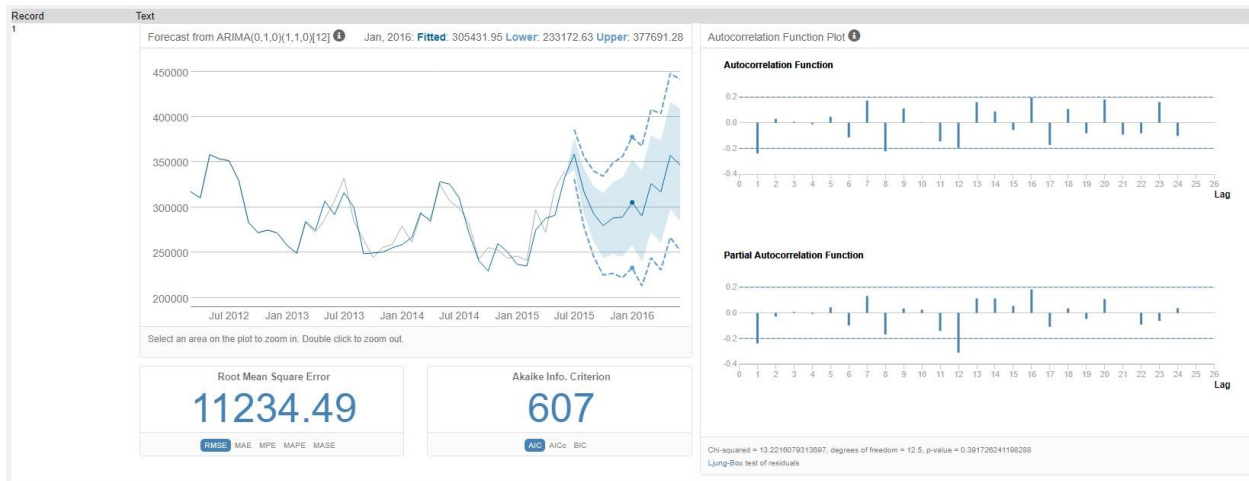 Record Text
1
Forecast from ARIMA(0,1,0)(1,1,0)[12] Jan, 2016: Fitted: 305431.95 Lower: 233172.63 Upper: 377691.28
450000
400000
350000
300000
250000
200000
Jul 2012 Jan 2013 Jul 2013 Jan 2014 Jul 2014 Jan 2015 Jul 2015 Jan 2016
Select an area on the plot to zoom in. Double click to zoom out.
Root Mean Square Error
11234.49
RMSE MAE MPE MAPE MASE
Akaike Info. Criterion
607
AIC AICc BIC
Autocorrelation Function Plot
Autocorrelation Function
0.2
0.0
-0.2
-0.4
0 1 2 3 4 5 6 7 8 9 10 11 12 13 14 15 16 17 18 19 20 21 22 23 24 25 26
Lag
Partial Autocorrelation Function
0.2
0.0
-0.2
-0.4
0 1 2 3 4 5 6 7 8 9 10 11 12 13 14 15 16 17 18 19 20 21 22 23 24 25 26
Lag
Chi-squared = 13.2216079313697, degrees of freedom = 12.5, p-value = 0.391726241198288
Ljung-Box test of residuals